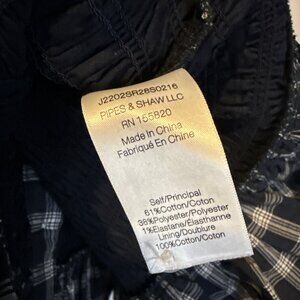 J2202SR28S0216
PIPES & SHAW LLC
RN 155820
Made In China
Fabriqué En Chine
Self/Principal
61%Cotton/Coton
38%Polyester/Polyester
1%Elastane/Élasthanne
Lining/Doublure
100%Cotton/Coton